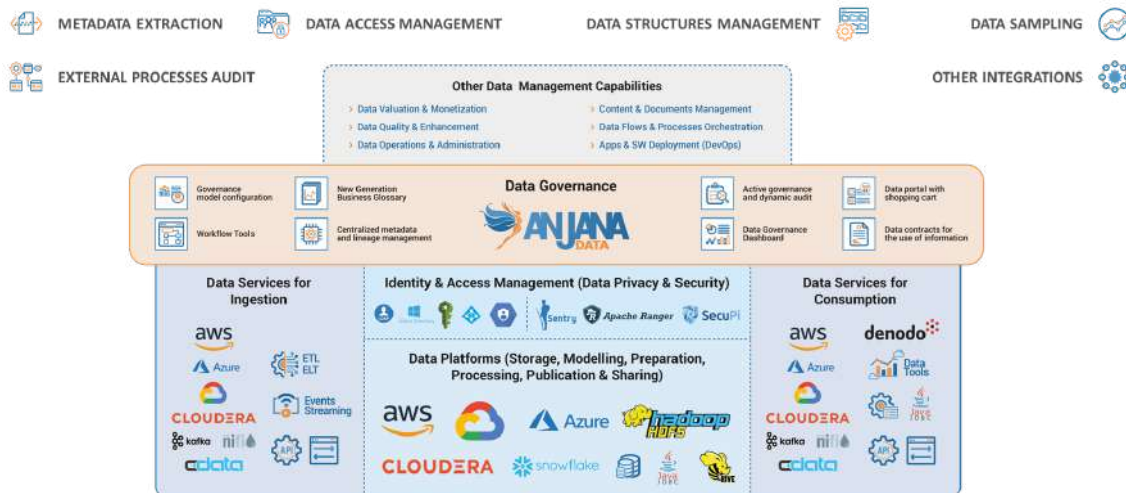 METADATA EXTRACTION
DATA ACCESS MANAGEMENT
DATA STRUCTURES MANAGEMENT
DATA SAMPLING
EXTERNAL PROCESSES AUDIT
OTHER INTEGRATIONS
Other Data Management Capabilities
› Data Valuation & Monetization
› Data Quality & Enhancement
› Data Operations & Administration
› Content & Documents Management
› Data Flows & Processes Orchestration
› Apps & SW Deployment (DevOps)
Data Governance
Governance
model configuration
New Generation
Business Glossary
Workflow Tools
Centralized metadata
and lineage management
ANJANA
DATA
Active governance
and dynamic audit
Data portal with
shopping cart
Data Governance
Dashboard
Data contracts for
the use of information
Data Services for
Ingestion
aws
Azure
ETL
ELT
CLOUDERA
Events
Streaming
kafka
nifi
cdata
API
Identity & Access Management (Data Privacy & Security)
Sentry
Apache Ranger
SecuPi
Data Platforms (Storage, Modelling, Preparation,
Processing, Publication & Sharing)
aws
Azure
hadoop
HDFS
CLOUDERA
snowflake
Java
JDBC
HIVE
Data Services for
Consumption
aws
denodo
Azure
Data
Tools
CLOUDERA
Java
JDBC
kafka
nifi
cdata
API